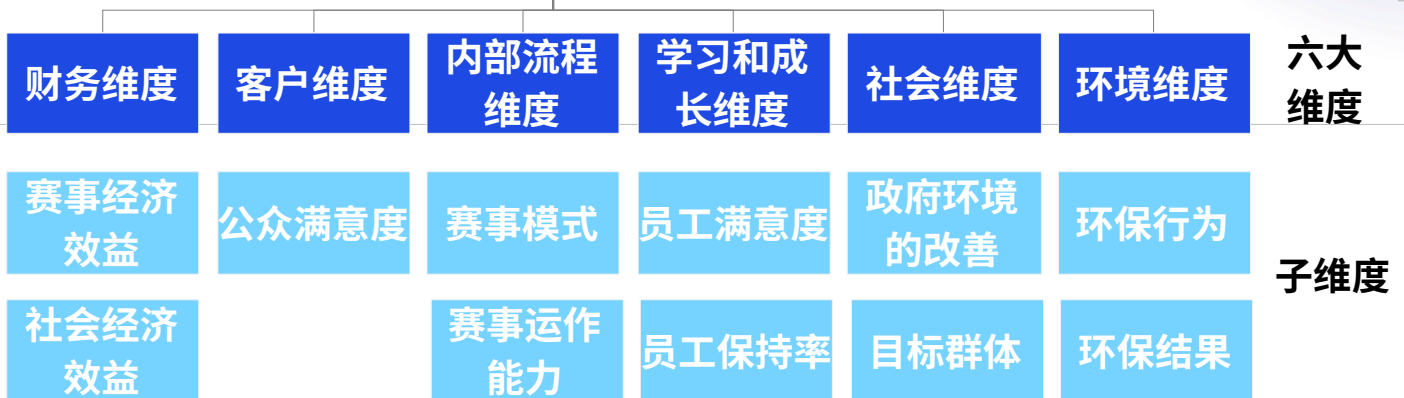 财务维度
客户维度
内部流程
维度
学习和成
长维度
社会维度
环境维度
六大
维度
赛事经济
效益
公众满意度
赛事模式
员工满意度
政府环境
的改善
环保行为
子维度
社会经济
效益
赛事运作
能力
员工保持率
目标群体
环保结果